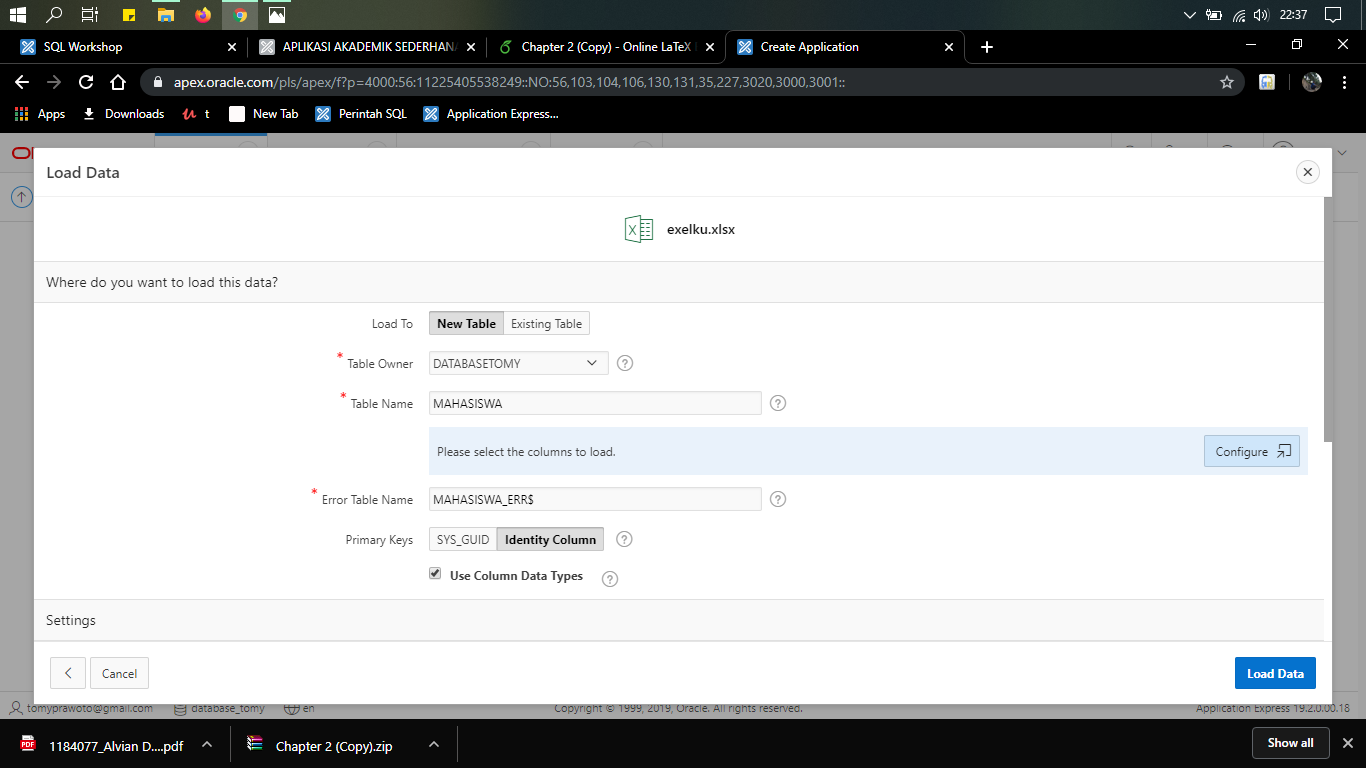 22:37
SQL Workshop
APLIKASI AKADEMIK SEDERHAN
Chapter 2 (Copy) - Online LaTeX
Create Application
apex.oracle.com/pls/apex/f?p=4000:56:11225405538249::NO:56,103,104,106,130,131,35,227,3020,3000,3001::
Apps
Downloads
t
New Tab
Perintah SQL
Application Express...
Load Data
exelku.xlsx
Where do you want to load this data?
Load To
New Table
Existing Table
* Table Owner
DATABASETOMY
?
* Table Name
MAHASISWA
?
Please select the columns to load.
Configure
* Error Table Name
MAHASISWA_ERR$
?
Primary Keys
SYS_GUID
Identity Column
?
Use Column Data Types
?
Settings
Cancel
Load Data
tomyprawoto@gmail.com
database_tomy
en
Copyright © 1999, 2019, Oracle. All rights reserved.
Application Express 19.2.0.00.18
PDF
1184077_Alvian D....pdf
Chapter 2 (Copy).zip
Show all